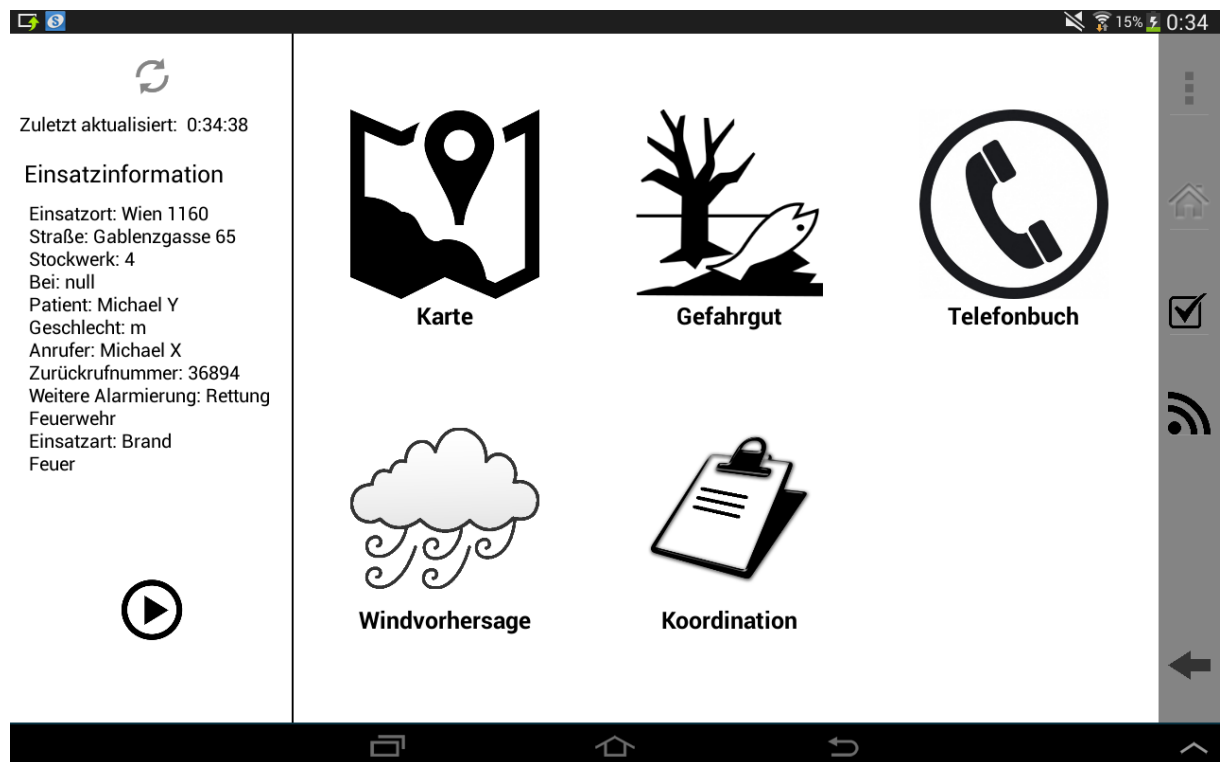 15% 0:34
Zuletzt aktualisiert: 0:34:38
Einsatzinformation
Einsatzort: Wien 1160
Straße: Gablenzgasse 65
Stockwerk: 4
Bei: null
Patient: Michael Y
Geschlecht: m
Anrufer: Michael X
Zurückrufnummer: 36894
Weitere Alarmierung: Rettung
Feuerwehr
Einsatzart: Brand
Feuer
Karte
Gefahrgut
Telefonbuch
Windvorhersage
Koordination